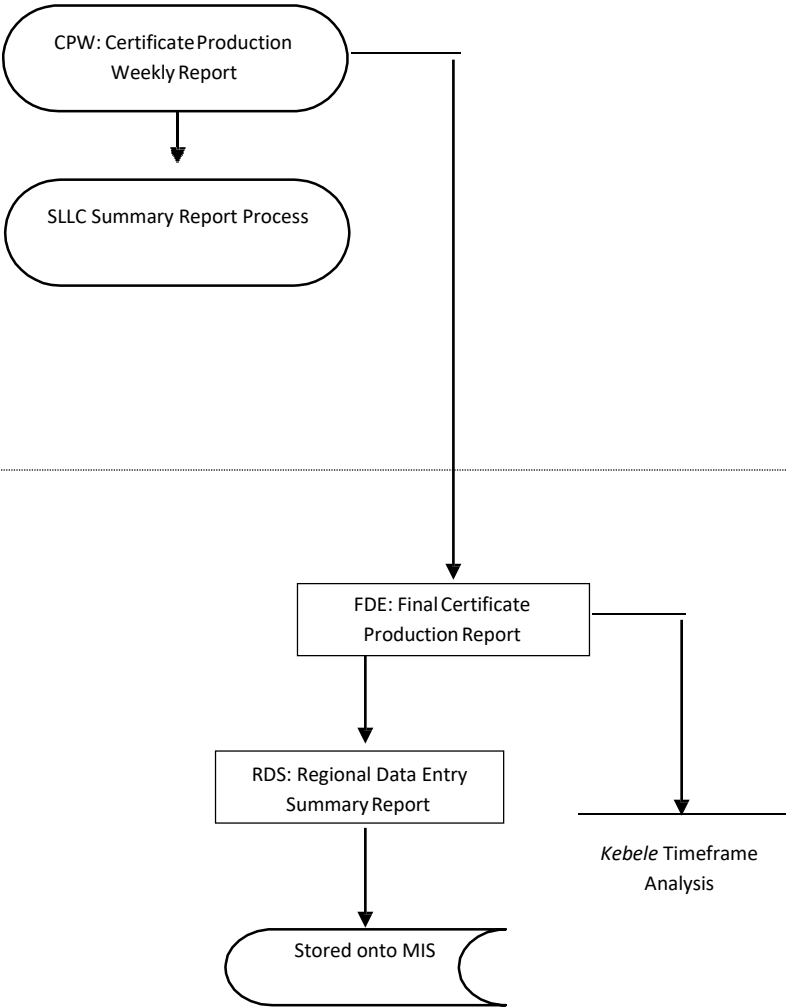 CPW: Certificate Production
Weekly Report
SLLC Summary Report Process
FDE: Final Certificate
Production Report
RDS: Regional Data Entry
Summary Report
Kebele Timeframe
Analysis
Stored onto MIS